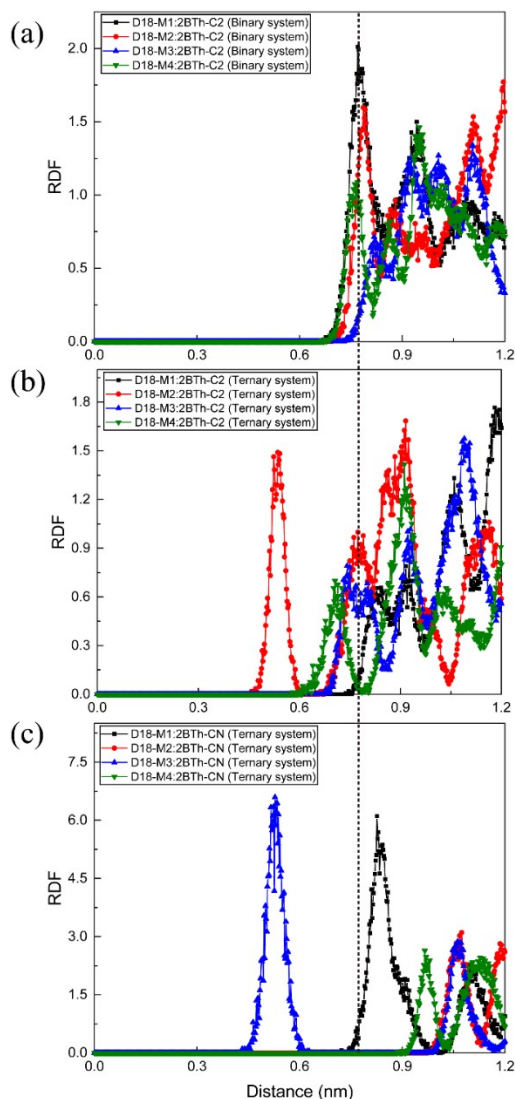 (a)
D18-M1:2BTh-C2 (Binary system)
D18-M2:2BTh-C2 (Binary system)
D18-M3:2BTh-C2 (Binary system)
D18-M4:2BTh-C2 (Binary system)
2.0
1.5
1.0
0.5
0.0
RDF
0.0 0.3 0.6 0.9 1.2
(b)
D18-M1:2BTh-C2 (Ternary system)
D18-M2:2BTh-C2 (Ternary system)
D18-M3:2BTh-C2 (Ternary system)
D18-M4:2BTh-C2 (Ternary system)
1.8
1.5
1.2
0.9
0.6
0.3
0.0
RDF
0.0 0.3 0.6 0.9 1.2
(c)
D18-M1:2BTh-CN (Ternary system)
D18-M2:2BTh-CN (Ternary system)
D18-M3:2BTh-CN (Ternary system)
D18-M4:2BTh-CN (Ternary system)
7.5
6.0
4.5
3.0
1.5
0.0
RDF
0.0 0.3 0.6 0.9 1.2
Distance (nm)